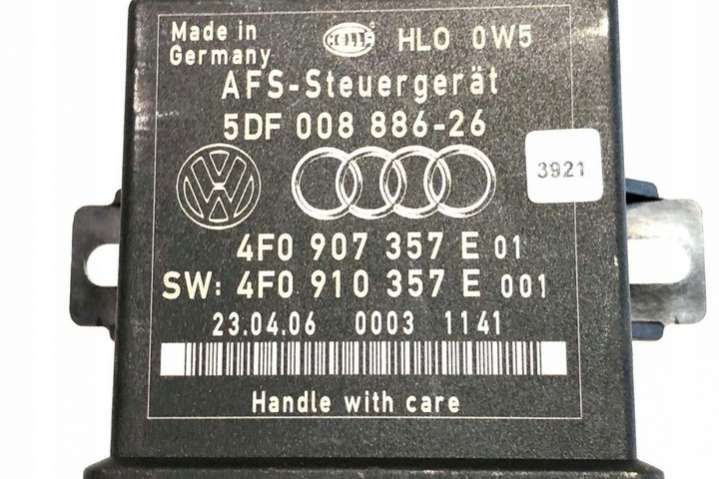 Made in
Germany
HELLA
HLO 0W5
AFS-Steuergerät
5DF 008 886-26
3921
4F0 907 357 E 01
SW: 4F0 910 357 E 001
23.04.06 0003 1141
Handle with care